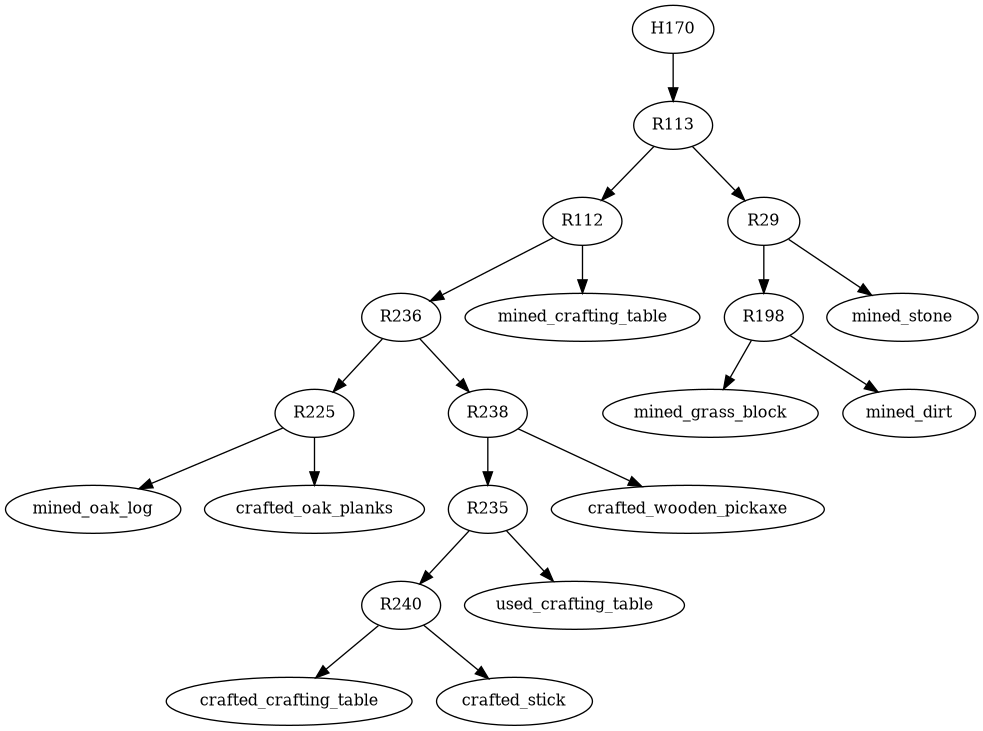 H170
R113
R112
R29
R236
mined_crafting_table
R198
mined_stone
R225
R238
mined_grass_block
mined_dirt
mined_oak_log
crafted_oak_planks
R235
crafted_wooden_pickaxe
R240
used_crafting_table
crafted_crafting_table
crafted_stick